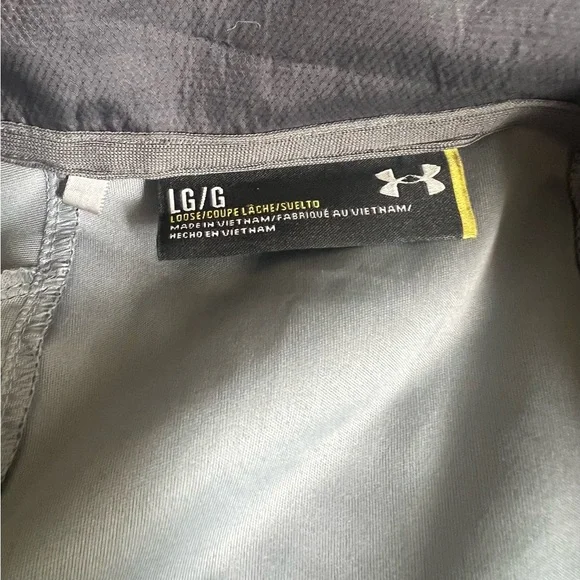 LG/G
LOOSE/COUPE LÂCHE/SUELTO
MADE IN VIETNAM/FABRIQUÉ AU VIETNAM/
HECHO EN VIETNAM